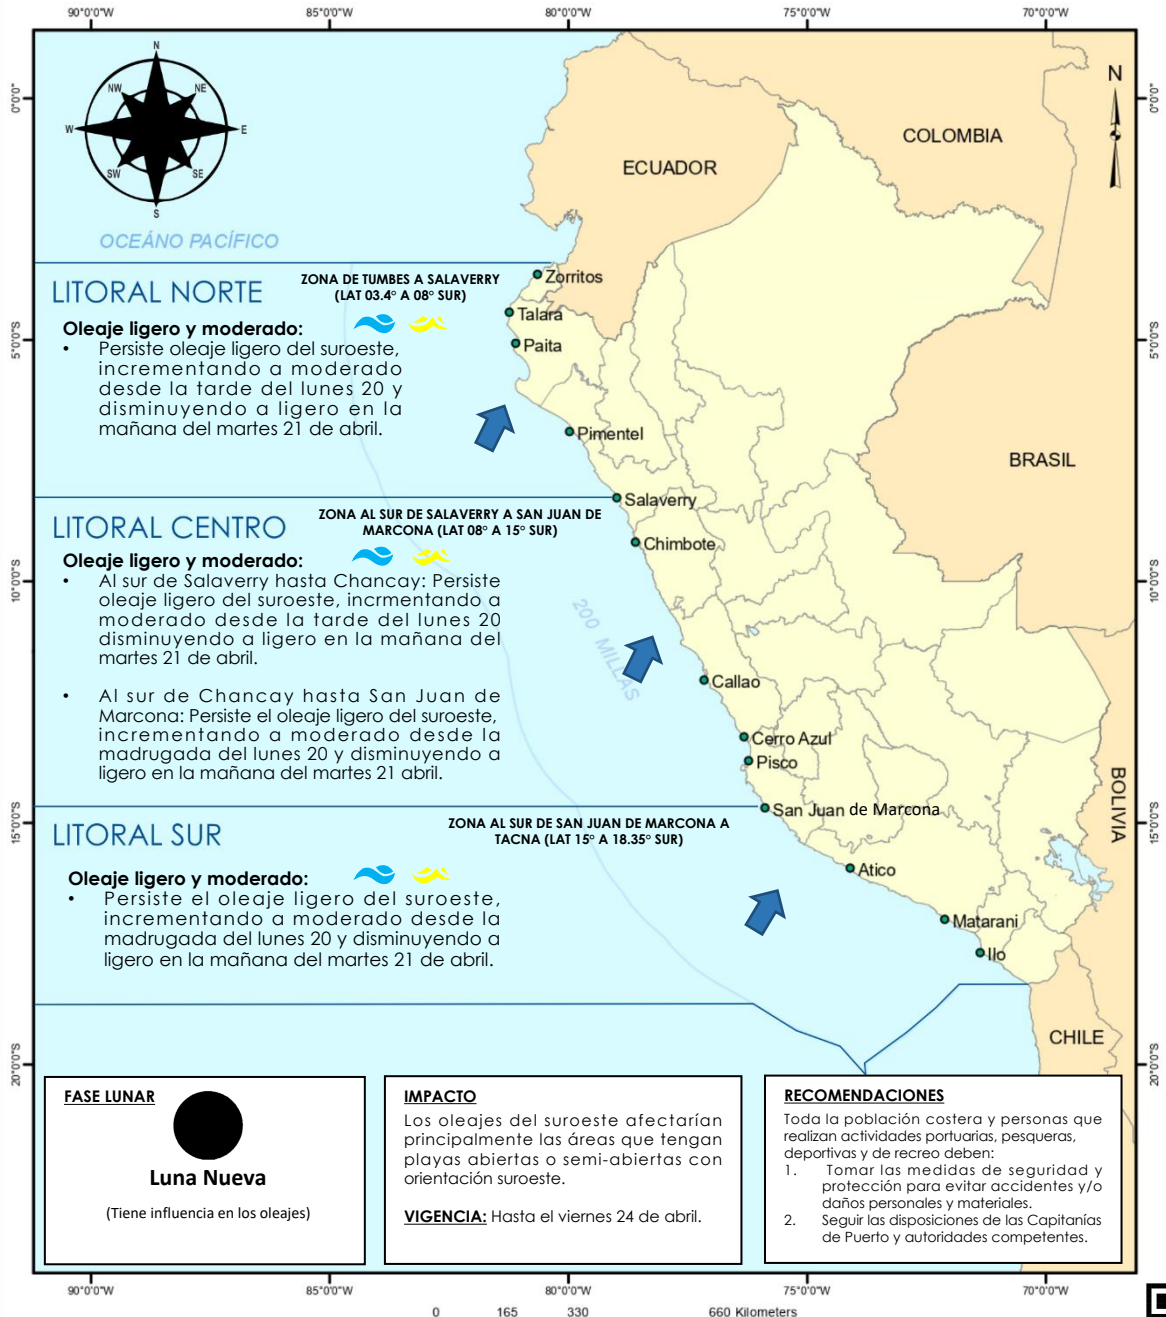 90°0'0"W 85°0'0"W 80°0'0"W 75°0'0"W 70°0'0"W
0°0'0"
5°0'0"S
10°0'0"S
15°0'0"S
20°0'0"S
0°0'0"
5°0'0"S
10°0'0"S
15°0'0"S
20°0'0"S
N
NE
E
SE
S
SW
W
NW
N
OCEÁNO PACÍFICO
ECUADOR
COLOMBIA
BRASIL
BOLIVIA
CHILE
200 MILLAS
Zorritos
Talara
Paita
Pimentel
Salaverry
Chimbote
Callao
Cerro Azul
Pisco
San Juan de Marcona
Atico
Matarani
Ilo
LITORAL NORTE
ZONA DE TUMBES A SALAVERRY
(LAT 03.4° A 08° SUR)
Oleaje ligero y moderado:
• Persiste oleaje ligero del suroeste,
incrementando a moderado
desde la tarde del lunes 20 y
disminuyendo a ligero en la
mañana del martes 21 de abril.
LITORAL CENTRO
ZONA AL SUR DE SALAVERRY A SAN JUAN DE
MARCONA (LAT 08° A 15° SUR)
Oleaje ligero y moderado:
• Al sur de Salaverry hasta Chancay: Persiste
oleaje ligero del suroeste, incrmentando a
moderado desde la tarde del lunes 20
disminuyendo a ligero en la mañana del
martes 21 de abril.
• Al sur de Chancay hasta San Juan de
Marcona: Persiste el oleaje ligero del suroeste,
incrementando a moderado desde la
madrugada del lunes 20 y disminuyendo a
ligero en la mañana del martes 21 abril.
LITORAL SUR
ZONA AL SUR DE SAN JUAN DE MARCONA A
TACNA (LAT 15° A 18.35° SUR)
Oleaje ligero y moderado:
• Persiste el oleaje ligero del suroeste,
incrementando a moderado desde la
madrugada del lunes 20 y disminuyendo a
ligero en la mañana del martes 21 de abril.
FASE LUNAR
Luna Nueva
(Tiene influencia en los oleajes)
IMPACTO
Los oleajes del suroeste afectarían
principalmente las áreas que tengan
playas abiertas o semi-abiertas con
orientación suroeste.
VIGENCIA: Hasta el viernes 24 de abril.
RECOMENDACIONES
Toda la población costera y personas que
realizan actividades portuarias, pesqueras,
deportivas y de recreo deben:
1. Tomar las medidas de seguridad y
protección para evitar accidentes y/o
daños personales y materiales.
2. Seguir las disposiciones de las Capitanías
de Puerto y autoridades competentes.
90°0'0"W 85°0'0"W 80°0'0"W 75°0'0"W 70°0'0"W
0 165 330 660 Kilometers